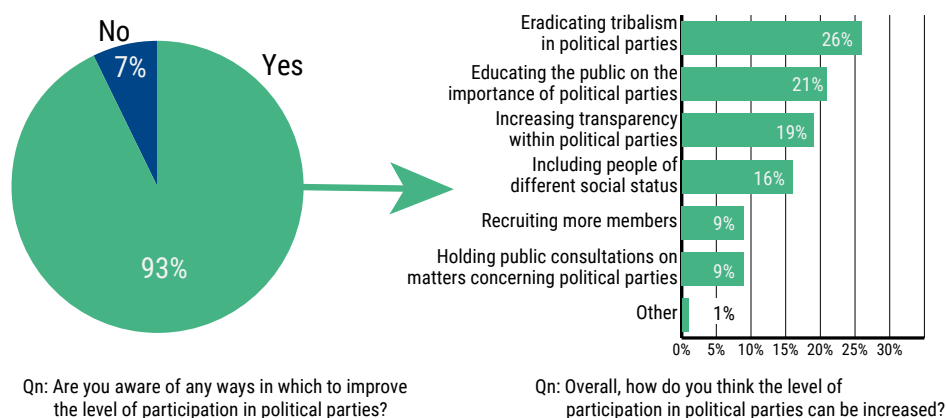 No
7%
Yes
93%
Qn: Are you aware of any ways in which to improve
the level of participation in political parties?
Eradicating tribalism
in political parties
26%
Educating the public on the
importance of political parties
21%
Increasing transparency
within political parties
19%
Including people of
different social status
16%
Recruiting more members
9%
Holding public consultations on
matters concerning political parties
9%
Other
1%
0% 5% 10% 15% 20% 25% 30%
Qn: Overall, how do you think the level of
participation in political parties can be increased?